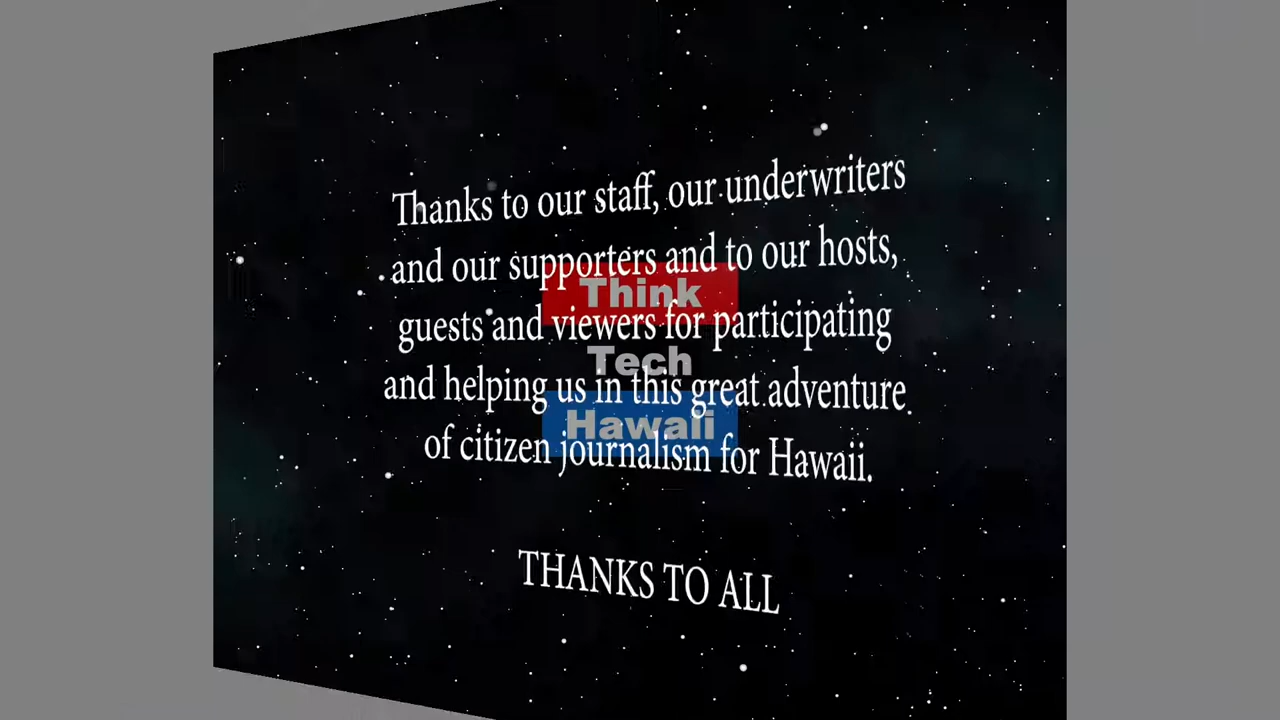 Thanks to our staff, our underwriters
and our supporters and to our hosts,
Think
guests and viewers for participating
Tech
and helping us in this great adventure
Hawaii
of citizen journalism for Hawaii.
THANKS TO ALL